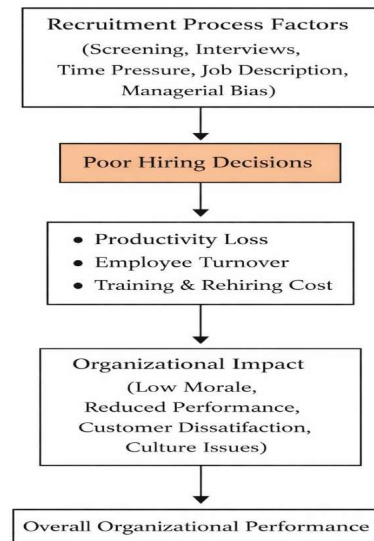 Recruitment Process Factors
(Screening, Interviews,
Time Pressure, Job Description,
Managerial Bias)
Poor Hiring Decisions
• Productivity Loss
• Employee Turnover
• Training & Rehiring Cost
Organizational Impact
(Low Morale,
Reduced Performance,
Customer Dissatifaction,
Culture Issues)
Overall Organizational Performance